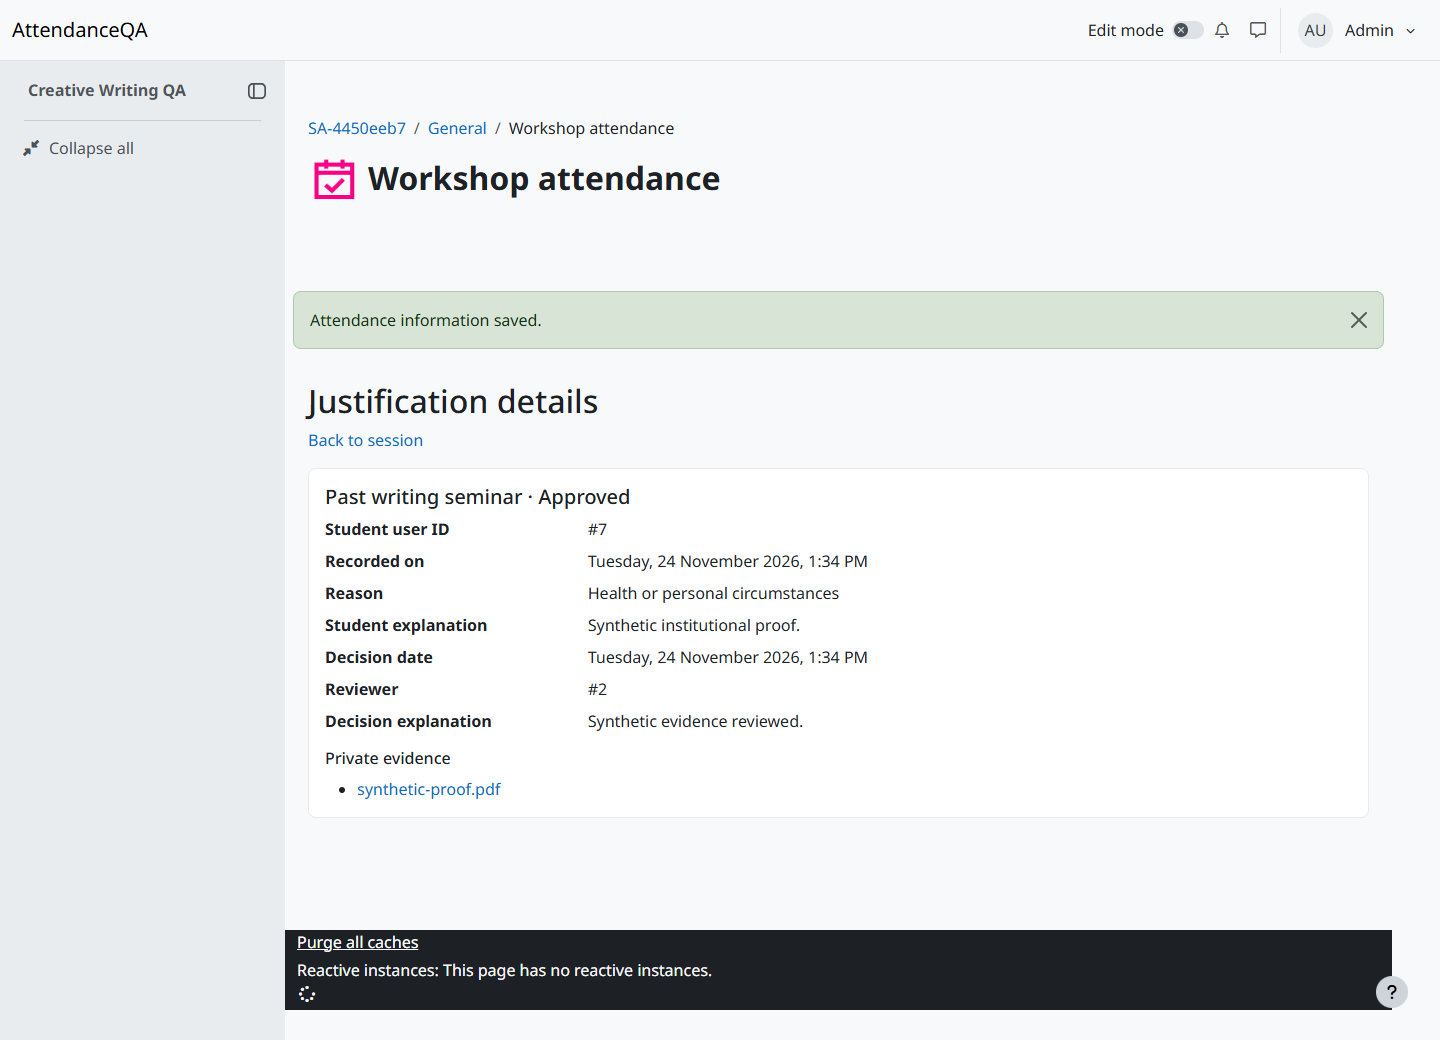 AttendanceQA
Edit mode
AU
Admin
Creative Writing QA
Collapse all
SA-4450eeb7 / General / Workshop attendance
Workshop attendance
Attendance information saved.
Justification details
Back to session
Past writing seminar · Approved
Student user ID #7
Recorded on Tuesday, 24 November 2026, 1:34 PM
Reason Health or personal circumstances
Student explanation Synthetic institutional proof.
Decision date Tuesday, 24 November 2026, 1:34 PM
Reviewer #2
Decision explanation Synthetic evidence reviewed.
Private evidence
synthetic-proof.pdf
Purge all caches
Reactive instances: This page has no reactive instances.
?